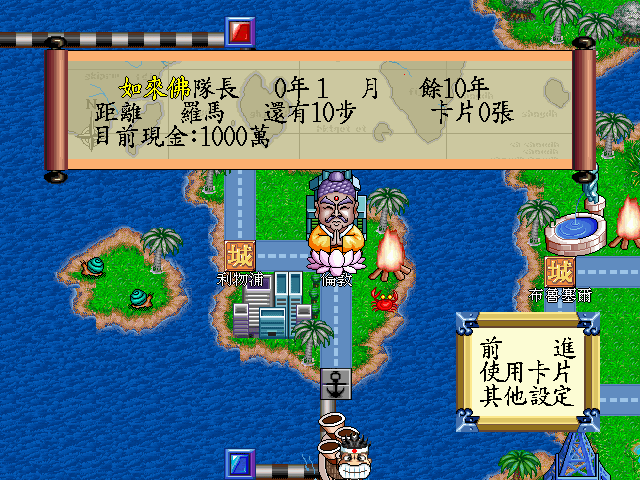 如來佛隊長 0年1 月 餘10年
距離 羅馬 還有10步 卡片0張
目前現金:1000萬
城
利物浦
倫敦
城
布魯塞爾
前 進
使用卡片
其他設定